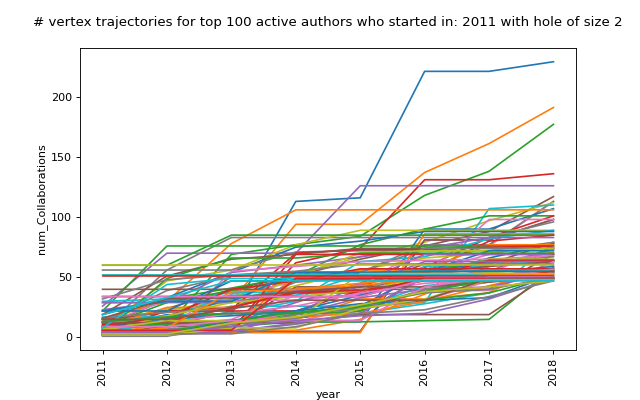 # vertex trajectories for top 100 active authors who started in: 2011 with hole of size 2
num_Collaborations
200
150
100
50
0
2011 2012 2013 2014 2015 2016 2017 2018
year